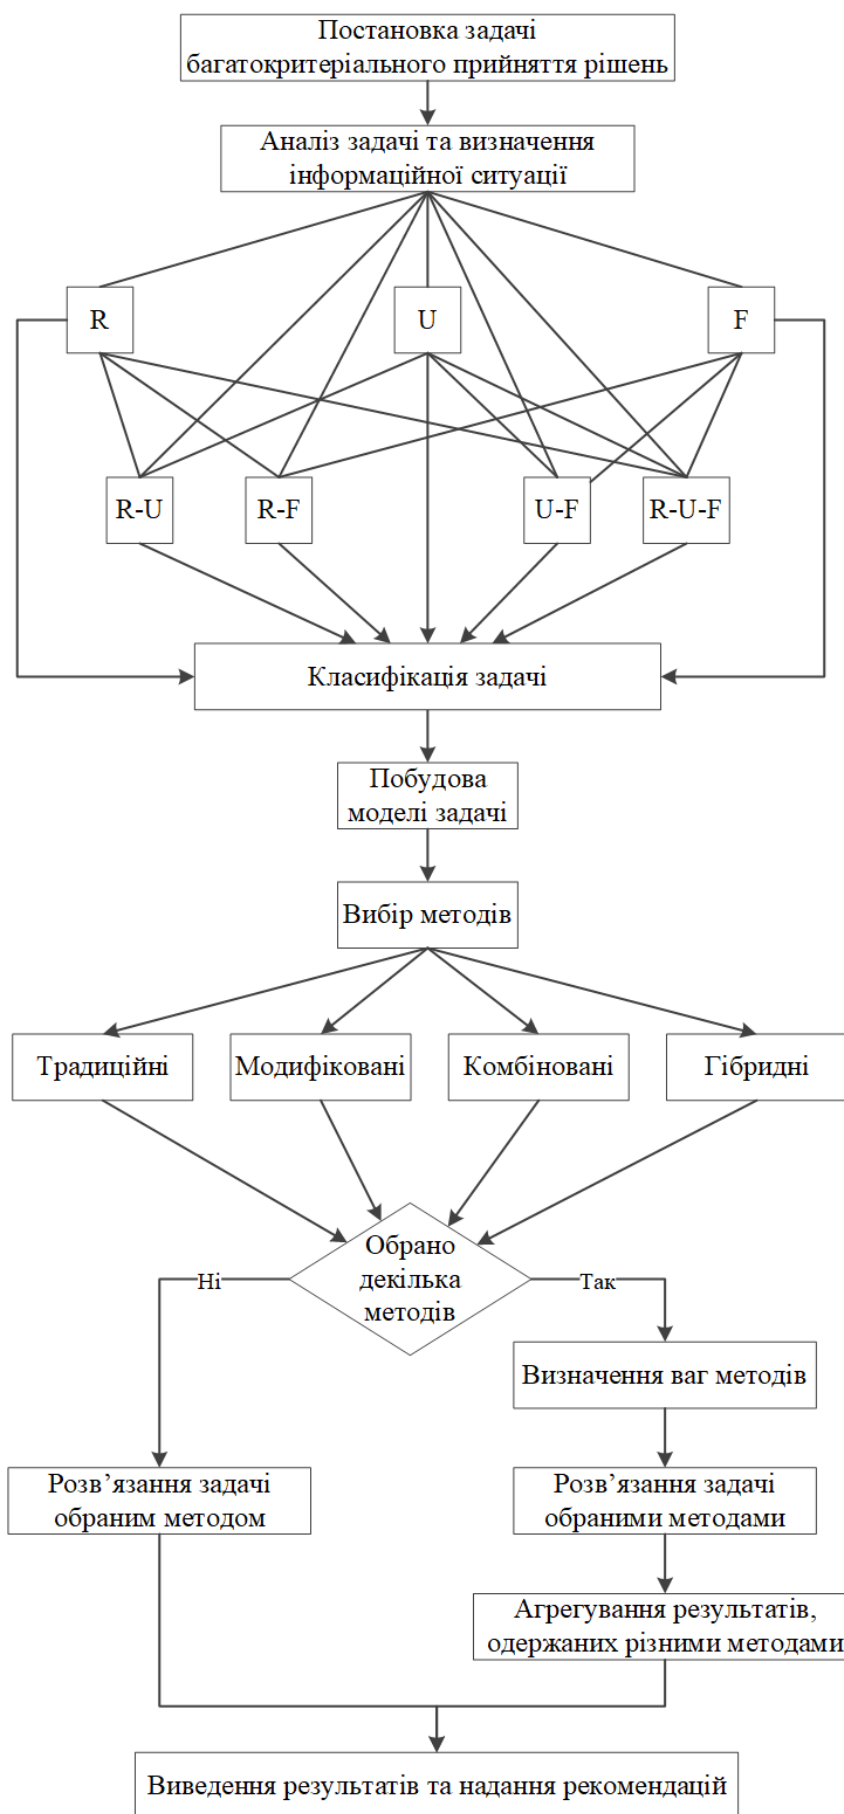 Постановка задачі
багатокритеріального прийняття рішень
Аналіз задачі та визначення
інформаційної ситуації
R
U
F
R-U
R-F
U-F
R-U-F
Класифікація задачі
Побудова
моделі задачі
Вибір методів
Традиційні
Модифіковані
Комбіновані
Гібридні
Обрано
декілька
методів
Ні
Так
Визначення ваг методів
Розв’язання задачі
обраним методом
Розв’язання задачі
обраними методами
Агрегування результатів,
одержаних різними методами
Виведення результатів та надання рекомендацій